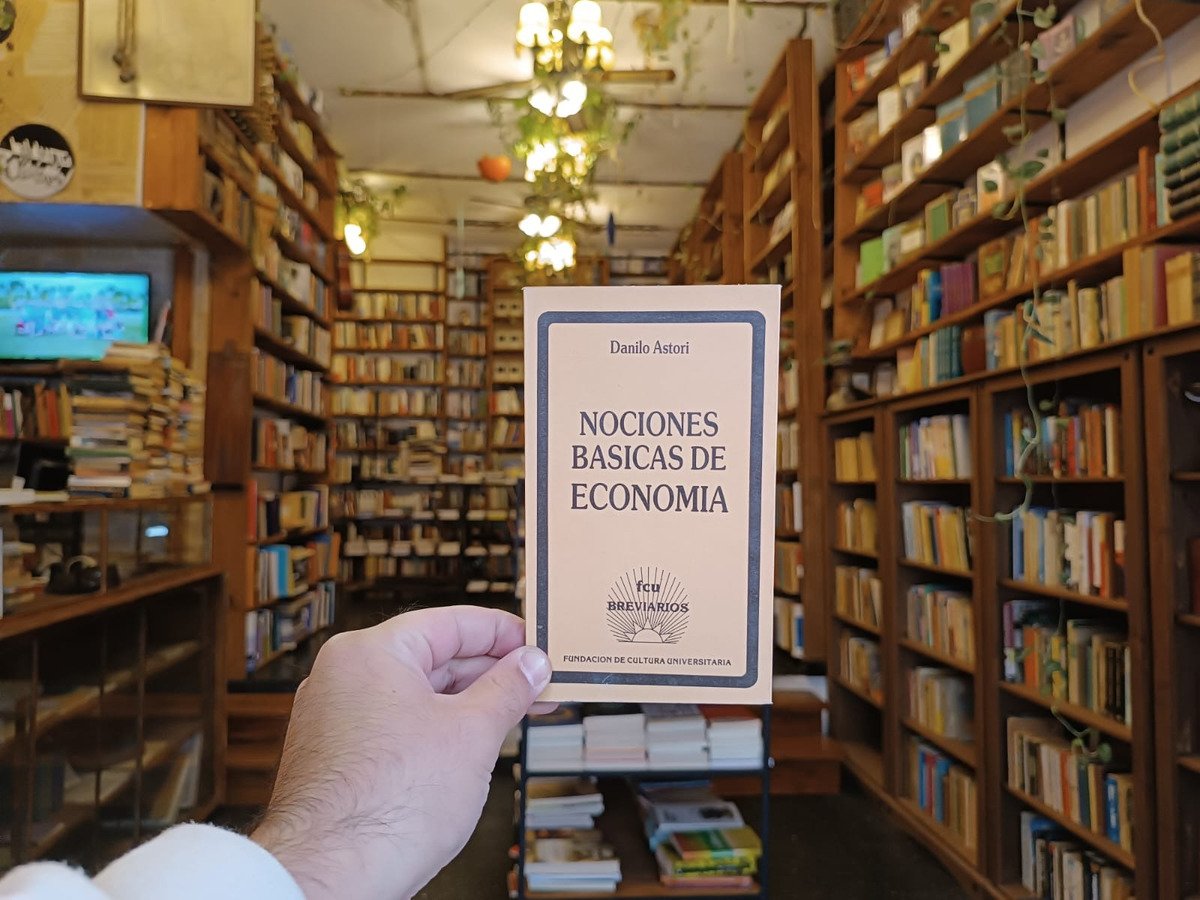 Danilo Astori
NOCIONES
BASICAS DE
ECONOMIA
fcu
BREVIARIOS
FUNDACION DE CULTURA UNIVERSITARIA